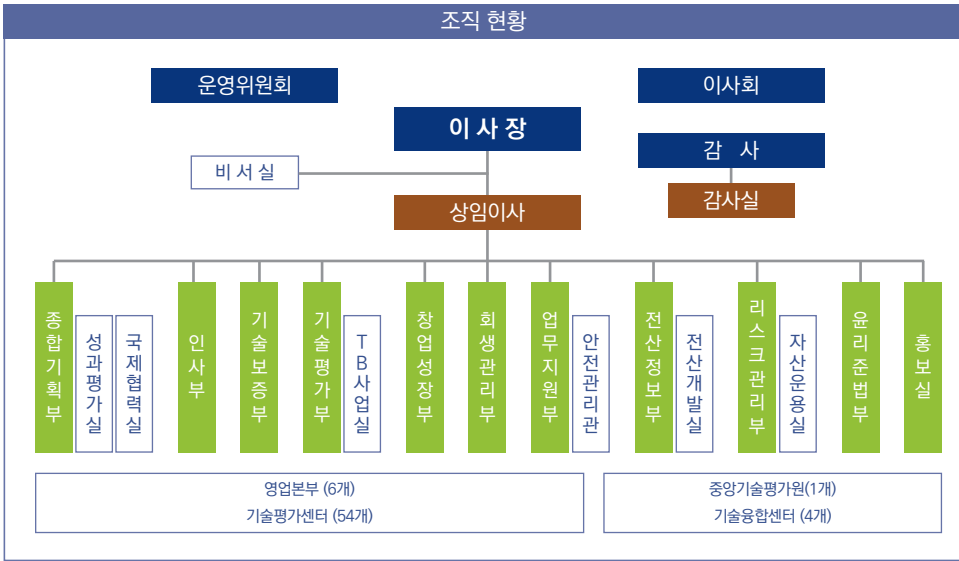 조직 현황
운영위원회
이사회
이 사 장
감 사
비 서 실
감사실
상임이사
종합기획부
성과평가실
국제협력실
인사부
기술보증부
기술평가부
TB사업실
창업성장부
회생관리부
업무지원부
안전관리관
전산정보부
전산개발실
리스크관리부
자산운용실
윤리준법부
홍보실
영업본부 (6개)
기술평가센터 (54개)
중앙기술평가원(1개)
기술융합센터 (4개)